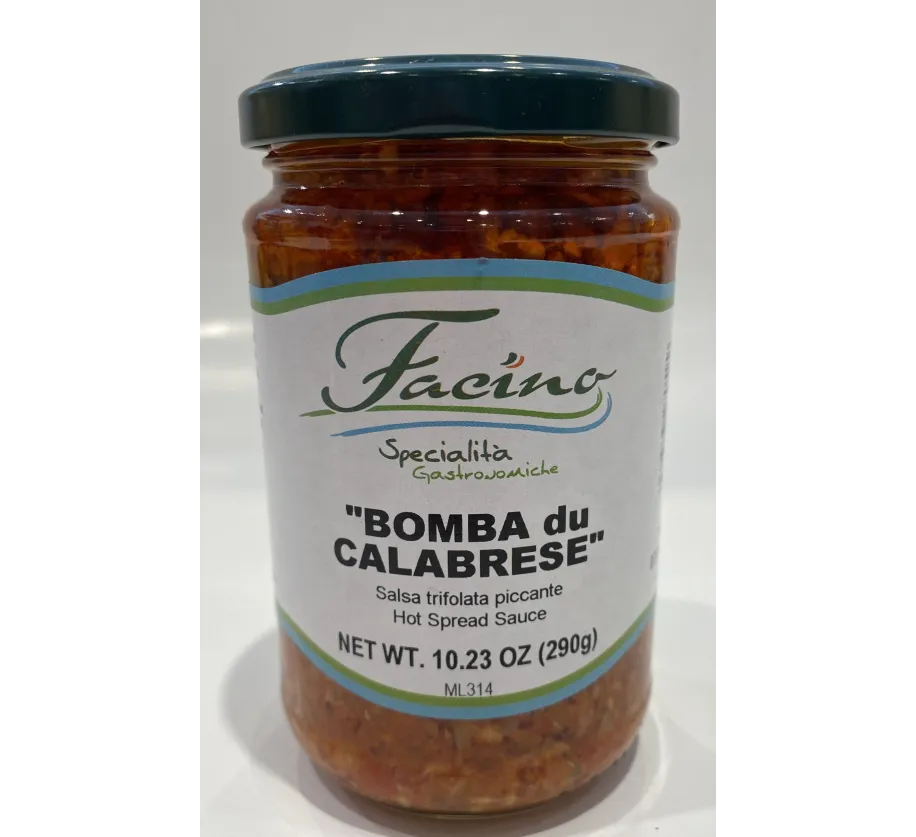 Facino
Specialità
Gastronomiche
"BOMBA du
CALABRESE"
Salsa trifolata piccante
Hot Spread Sauce
NET WT. 10.23 OZ (290g)
ML314